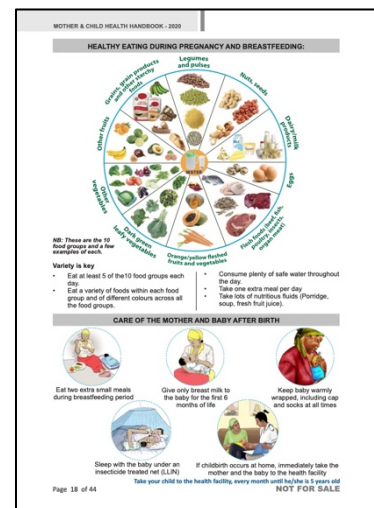 MOTHER & CHILD HEALTH HANDBOOK - 2020
HEALTHY EATING DURING PREGNANCY AND BREASTFEEDING:
Legumes
and pulses
Nuts, seeds
Dairy/milk
products
Eggs
Flesh foods (beef, fish,
poultry, insects,
organ meat)
Orange/yellow fleshed
fruits and vegetables
Dark green
leafy vegetables
Other
vegetables
Other fruits
Grains, grain products
and other starchy
foods
WATER
NB: These are the 10
food groups and a few
examples of each.
Variety is key
• Eat at least 5 of the10 food groups each
day.
• Eat a variety of foods within each food
group and of different colours across all
the food groups.
• Consume plenty of safe water throughout
the day.
• Take one extra meal per day
• Take lots of nutritious fluids (Porridge,
soup, fresh fruit juice).
CARE OF THE MOTHER AND BABY AFTER BIRTH
Eat two extra small meals
during breastfeeding period
Give only breast milk to
the baby for the first 6
months of life
Keep baby warmly
wrapped, including cap
and socks at all times
Sleep with the baby under an
insecticide treated net (LLIN)
If childbirth occurs at home, immediately take the
mother and the baby to the health facility
Take your child to the health facility, every month until he/she is 5 years old
Page 18 of 44
NOT FOR SALE